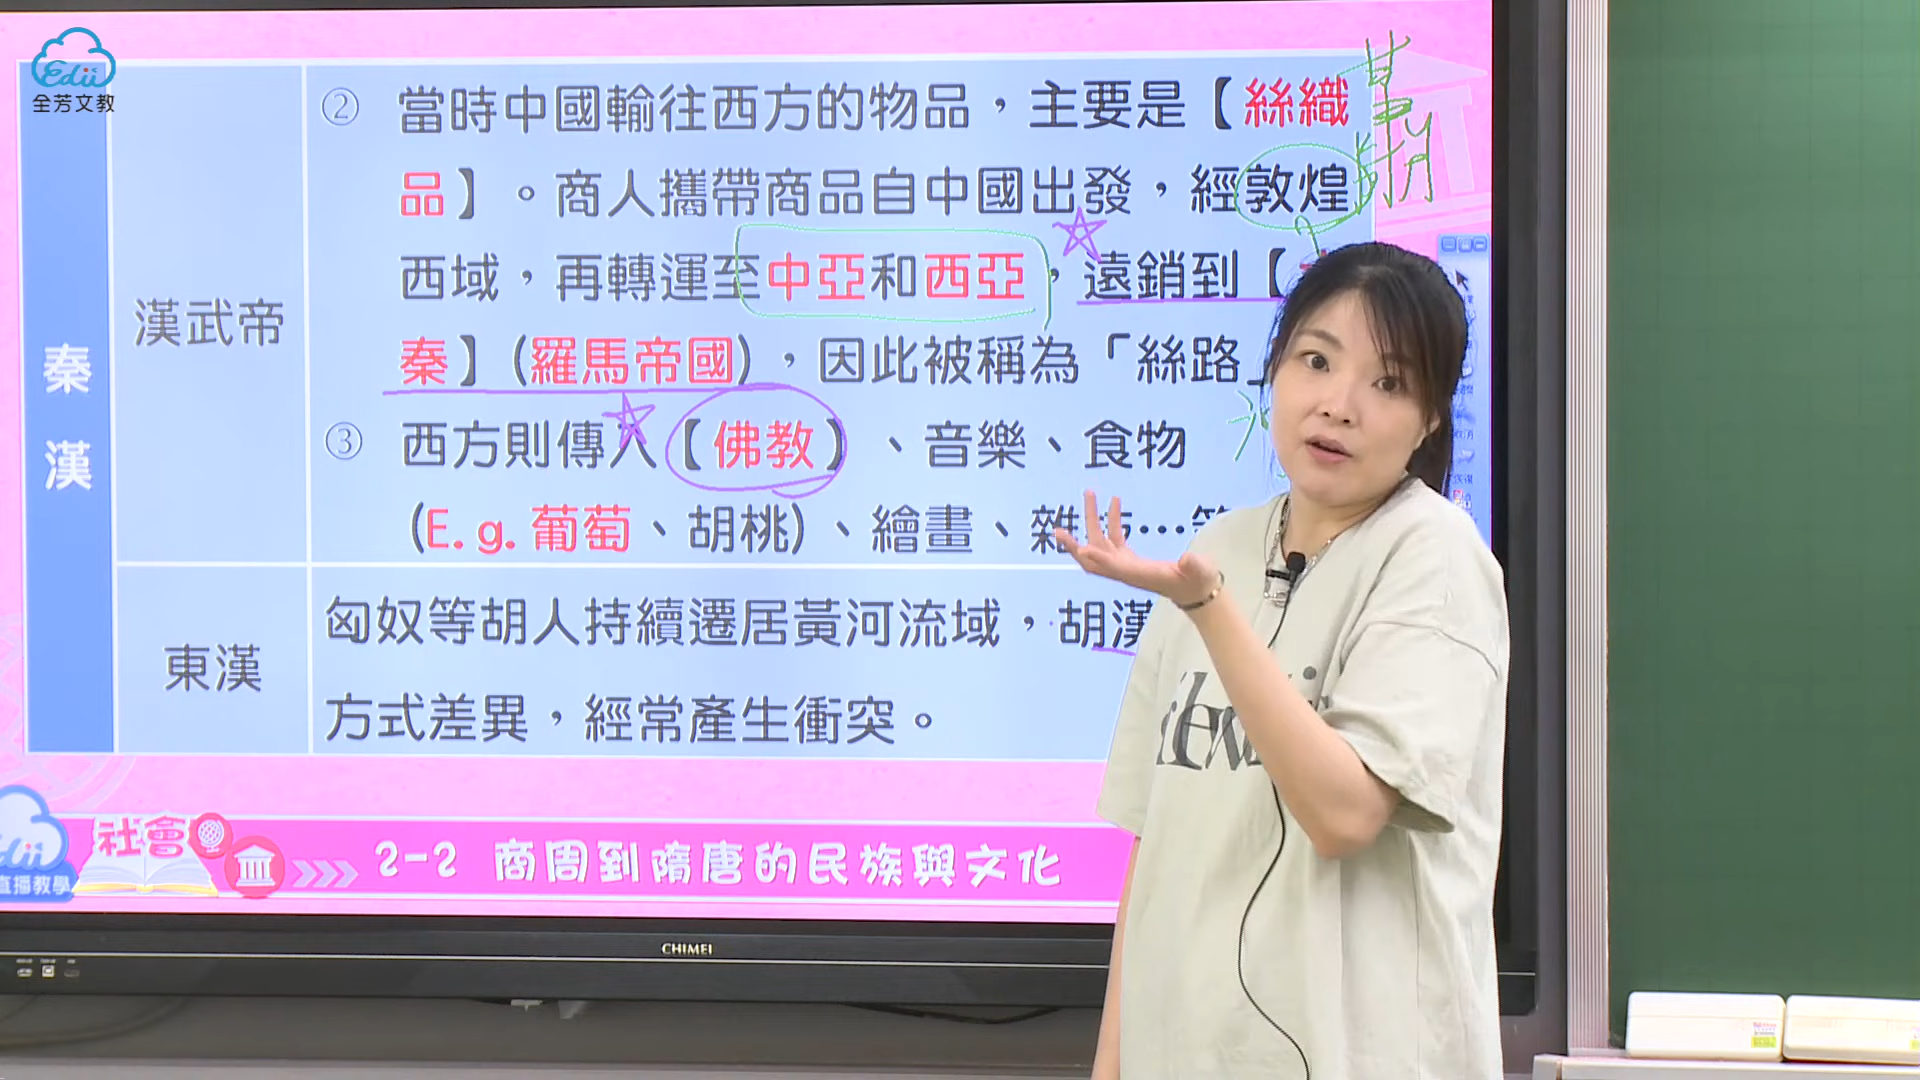 Edii
全芳文教
② 當時中國輸往西方的物品，主要是【絲織
品】。商人攜帶商品自中國出發，經敦煌
西域，再轉運至中亞和西亞，遠銷到【
秦】(羅馬帝國)，因此被稱為「絲路」
③ 西方則傳入【佛教】、音樂、食物
(E.g.葡萄、胡桃)、繪畫、雜技…
漢武帝
秦漢
東漢
匈奴等胡人持續遷居黃河流域，胡漢
方式差異，經常產生衝突。
Edii
直播教學
社會
2-2 商周到隋唐的民族與文化
CHIMEI